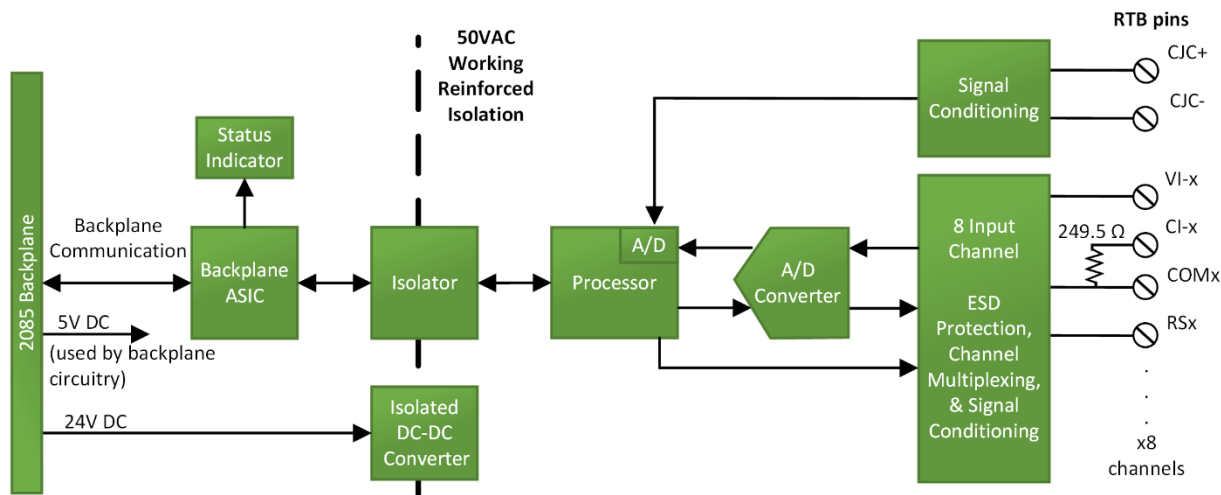 50VAC
Working
Reinforced
Isolation
RTB pins
CJC+
CJC-
Signal
Conditioning
Status
Indicator
VI-x
CI-x
249.5 Ω
COMx
RSx
.
.
.
.
x8
channels
2085 Backplane
Backplane
Communication
Backplane
ASIC
Isolator
Processor
A/D
A/D
Converter
8 Input
Channel
ESD
Protection,
Channel
Multiplexing,
& Signal
Conditioning
5V DC
(used by backplane
circuitry)
24V DC
Isolated
DC-DC
Converter